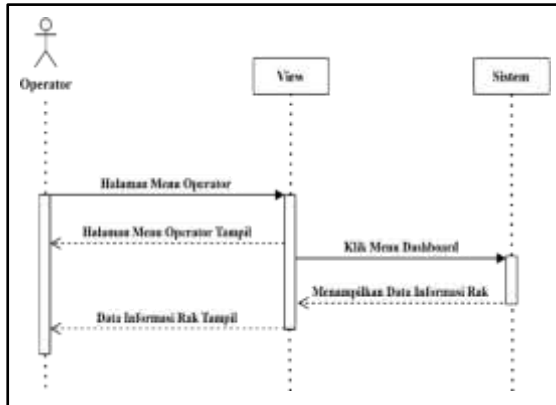 Operator
View
Sistem
Halaman Menu Operator
Halaman Menu Operator Tampil
Klik Menu Dashboard
Menampilkan Data Informasi Rak
Data Informasi Rak Tampil